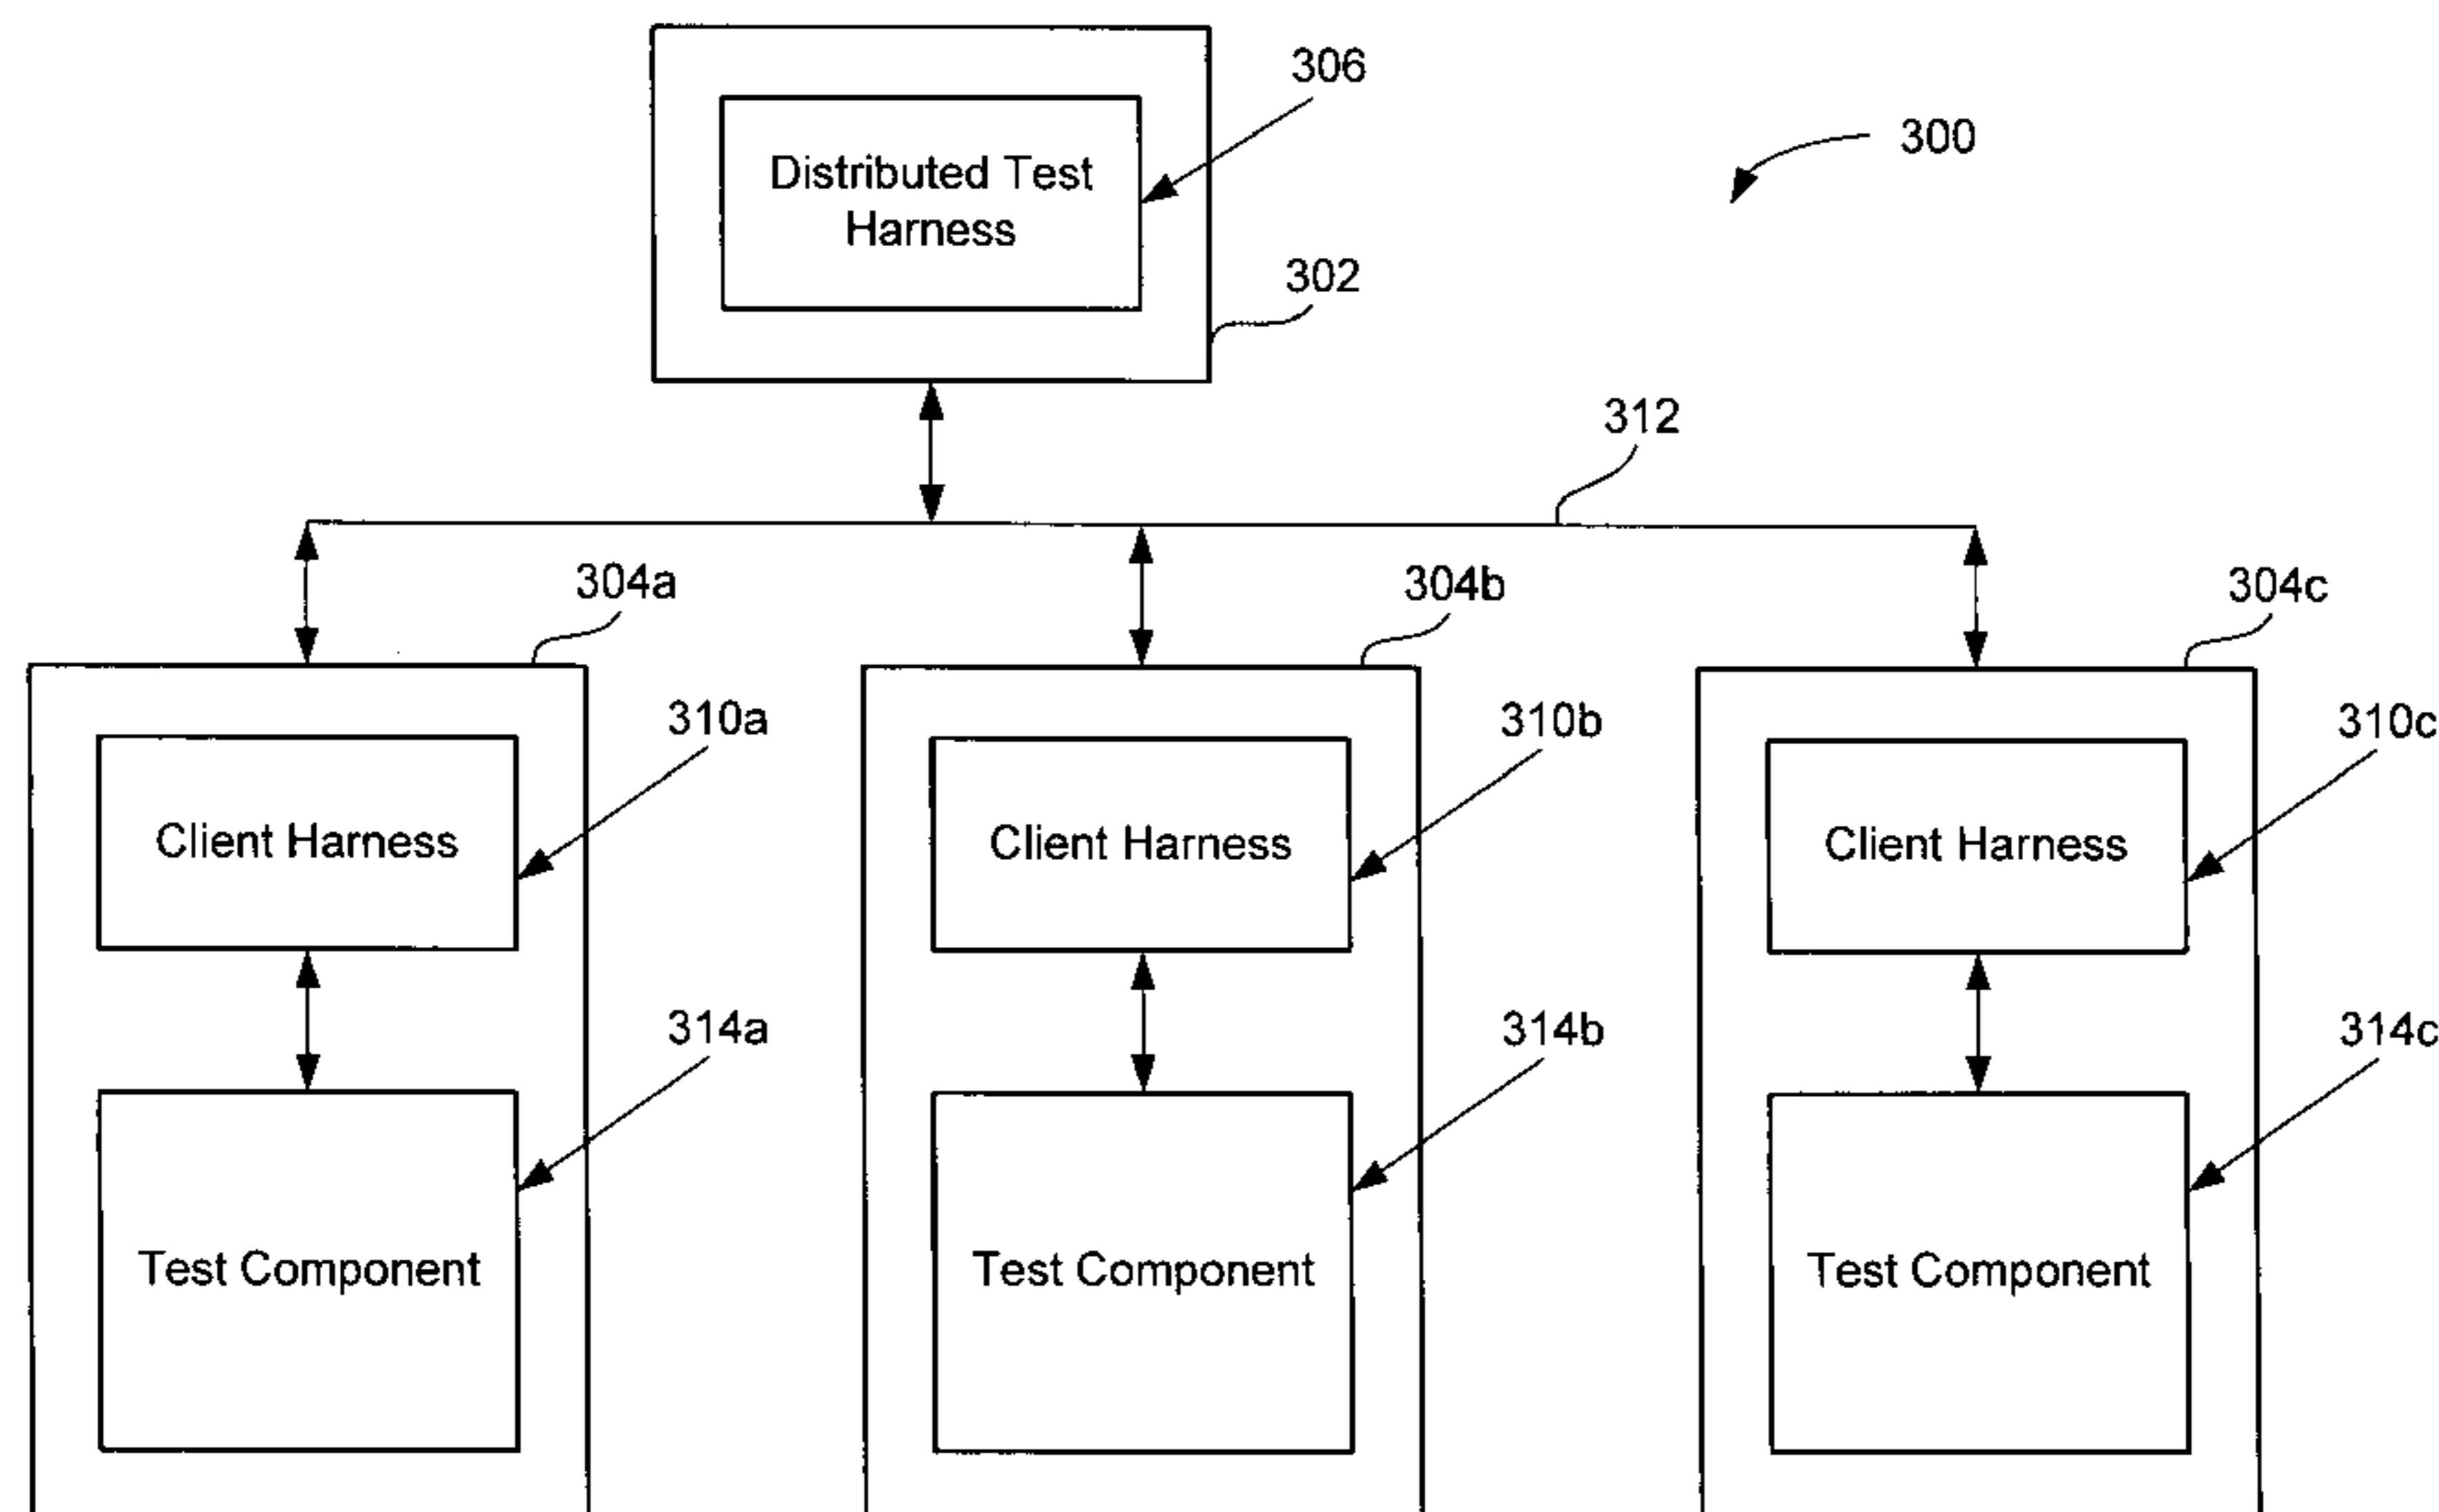 306
300
Distributed Test
Harness
302
312
304a
304b
304c
310a
310b
310c
Client Harness
Client Harness
Client Harness
314a
314b
314c
Test Component
Test Component
Test Component